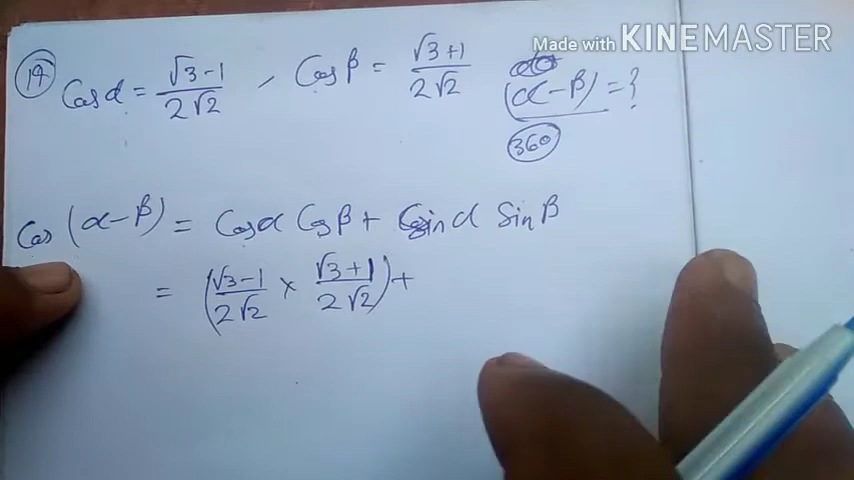 Made with KINEMASTER
(17) Cos α = (√3 - 1)/(2√2) , Cos β = (√3 + 1)/(2√2) (α - β) = ?
(360)
Cos (α - β) = Cos α Cos β + Sin α Sin β
= ((√3 - 1)/(2√2) × (√3 + 1)/(2√2)) +